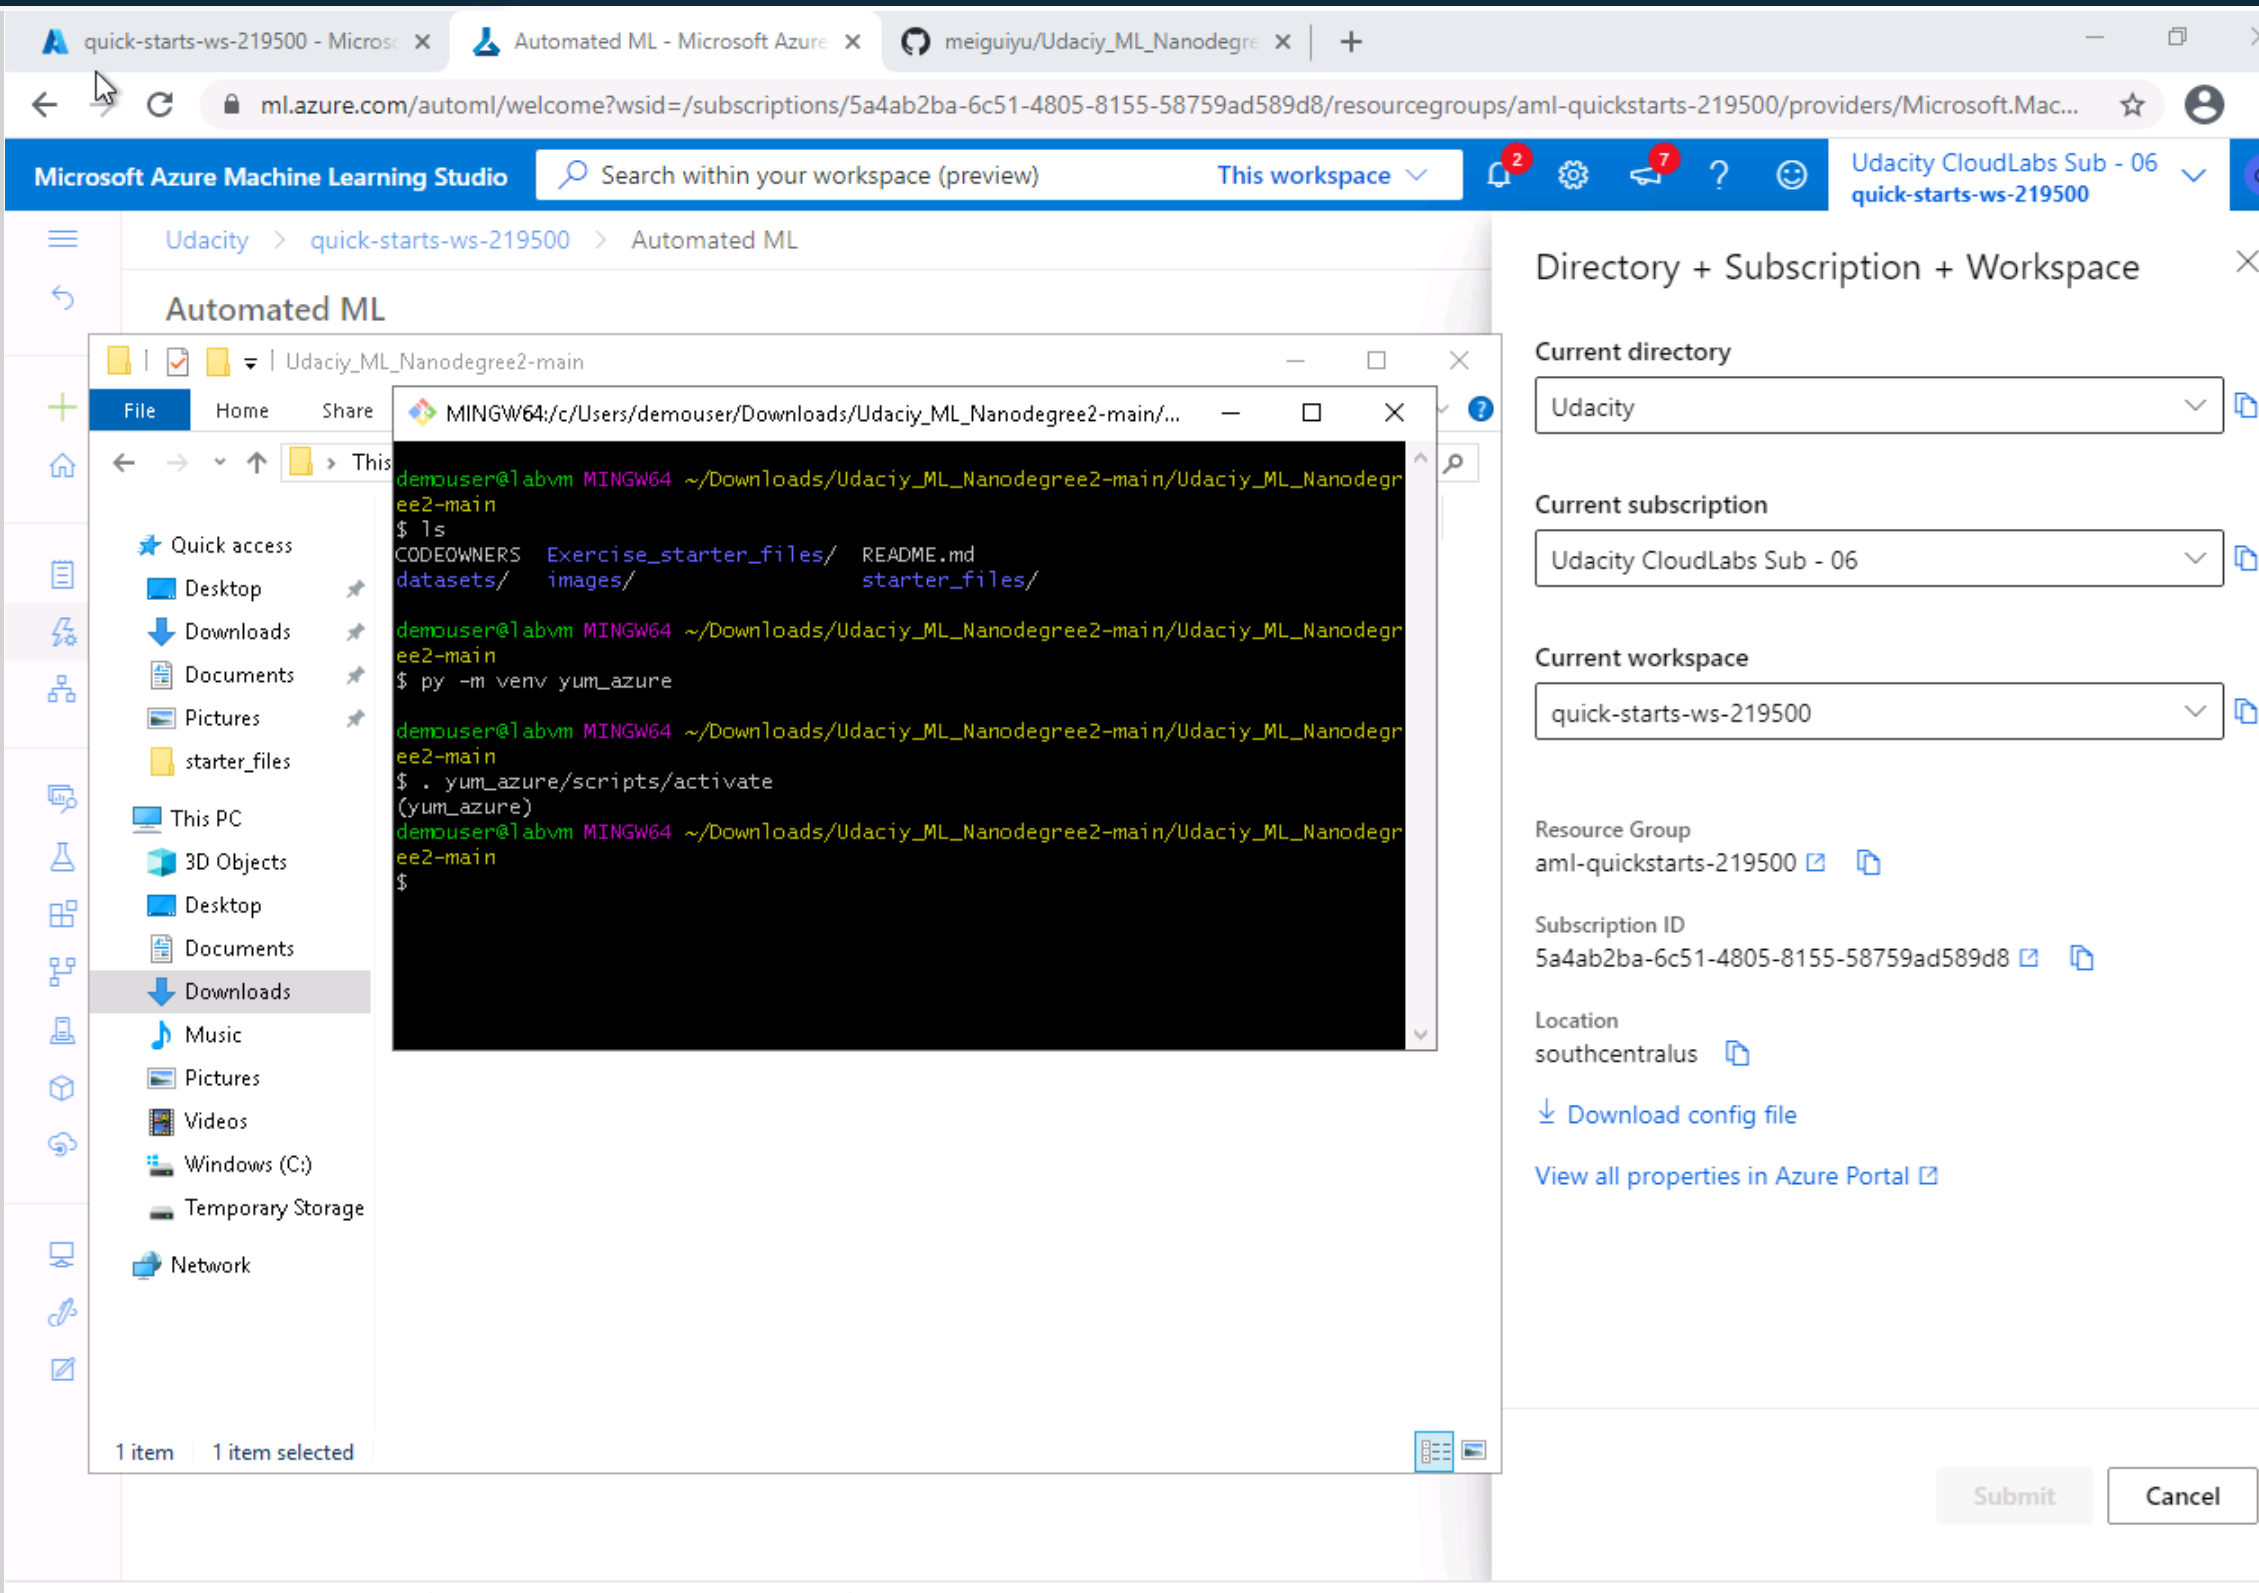 quick-starts-ws-219500 - Micros
Automated ML - Microsoft Azure
meiguiyu/Udaciy_ML_Nanodegre
ml.azure.com/automl/welcome?wsid=/subscriptions/5a4ab2ba-6c51-4805-8155-58759ad589d8/resourcegroups/aml-quickstarts-219500/providers/Microsoft.Mac...
Microsoft Azure Machine Learning Studio
Search within your workspace (preview)
This workspace
2
7
Udacity CloudLabs Sub - 06
quick-starts-ws-219500
Udacity > quick-starts-ws-219500 > Automated ML
Automated ML
Udaciy_ML_Nanodegree2-main
File Home Share
This
Quick access
Desktop
Downloads
Documents
Pictures
starter_files
This PC
3D Objects
Desktop
Documents
Downloads
Music
Pictures
Videos
Windows (C:)
Temporary Storage
Network
1 item 1 item selected
MINGW64:/c/Users/demouser/Downloads/Udaciy_ML_Nanodegree2-main/...
demouser@labvm MINGW64 ~/Downloads/Udaciy_ML_Nanodegree2-main/Udaciy_ML_Nanodegr
ee2-main
$ ls
CODEOWNERS Exercise_starter_files/ README.md
datasets/ images/ starter_files/
demouser@labvm MINGW64 ~/Downloads/Udaciy_ML_Nanodegree2-main/Udaciy_ML_Nanodegr
ee2-main
$ py -m venv yum_azure
demouser@labvm MINGW64 ~/Downloads/Udaciy_ML_Nanodegree2-main/Udaciy_ML_Nanodegr
ee2-main
$ . yum_azure/scripts/activate
(yum_azure)
demouser@labvm MINGW64 ~/Downloads/Udaciy_ML_Nanodegree2-main/Udaciy_ML_Nanodegr
ee2-main
$
Directory + Subscription + Workspace
Current directory
Udacity
Current subscription
Udacity CloudLabs Sub - 06
Current workspace
quick-starts-ws-219500
Resource Group
aml-quickstarts-219500
Subscription ID
5a4ab2ba-6c51-4805-8155-58759ad589d8
Location
southcentralus
Download config file
View all properties in Azure Portal
Submit
Cancel